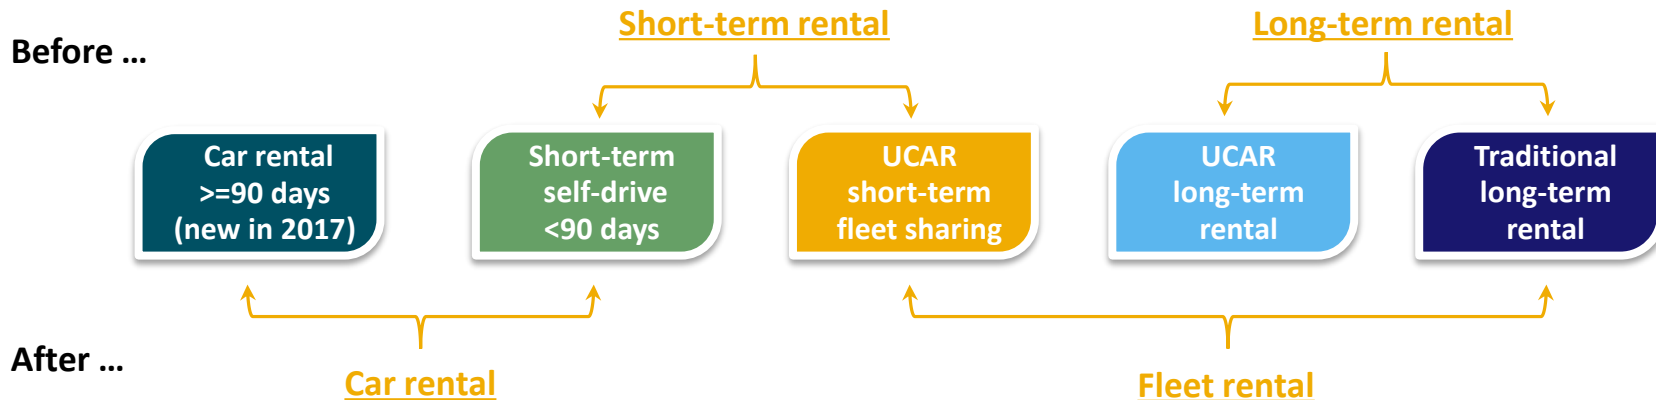 Short-term rental
Long-term rental
Before ...
Car rental
>=90 days
(new in 2017)
Short-term
self-drive
<90 days
UCAR
short-term
fleet sharing
UCAR
long-term
rental
Traditional
long-term
rental
After ...
Car rental
Fleet rental